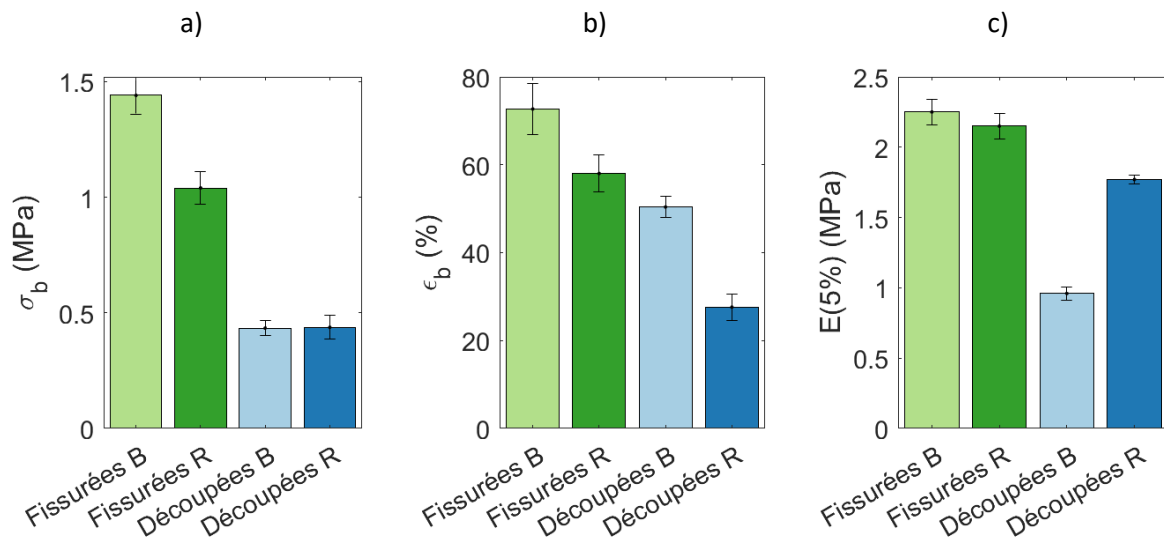 a)
b)
c)
σb (MPa)
1.5
1
0.5
0
Fissurées B
Fissurées R
Découpées B
Découpées R
ϵb (%)
80
60
40
20
0
Fissurées B
Fissurées R
Découpées B
Découpées R
E(5%) (MPa)
2.5
2
1.5
1
0.5
0
Fissurées B
Fissurées R
Découpées B
Découpées R